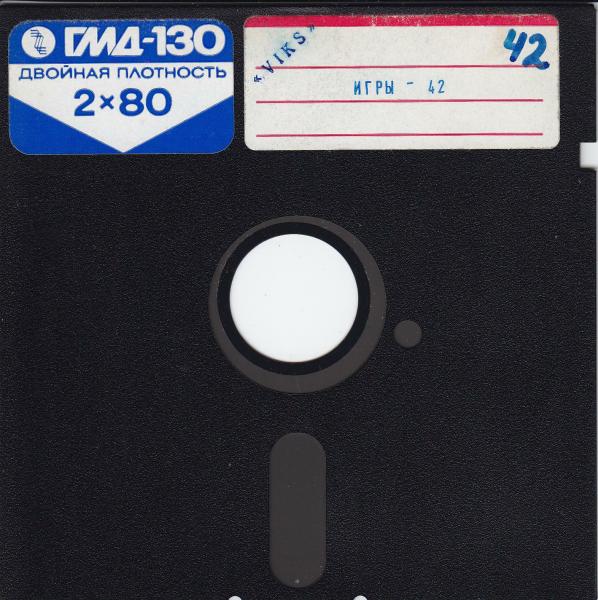 ГМД-130
ДВОЙНАЯ ПЛОТНОСТЬ
2×80
"VIKS"
42
ИГРЫ - 42